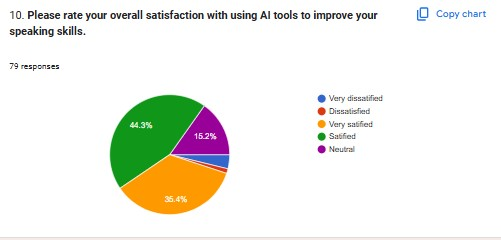 10. Please rate your overall satisfaction with using AI tools to improve your
speaking skills.
Copy chart
79 responses
Very dissatified
Dissatisfied
Very satified
Satified
Neutral
44.3%
15.2%
35.4%